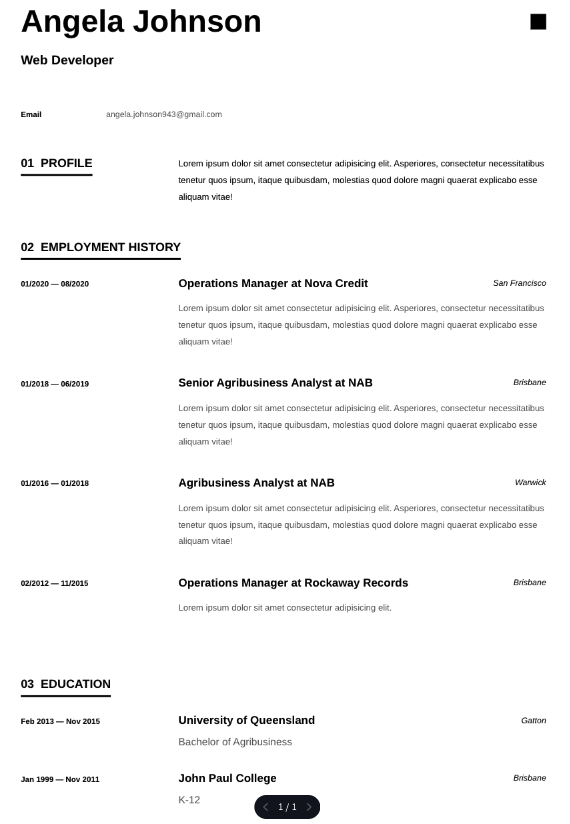 Angela Johnson
Web Developer
Email angela.johnson943@gmail.com
01 PROFILE
Lorem ipsum dolor sit amet consectetur adipisicing elit. Asperiores, consectetur necessitatibus
tenetur quos ipsum, itaque quibusdam, molestias quod dolore magni quaerat explicabo esse
aliquam vitae!
02 EMPLOYMENT HISTORY
01/2020 — 08/2020 Operations Manager at Nova Credit San Francisco
Lorem ipsum dolor sit amet consectetur adipisicing elit. Asperiores, consectetur necessitatibus
tenetur quos ipsum, itaque quibusdam, molestias quod dolore magni quaerat explicabo esse
aliquam vitae!
01/2018 — 06/2019 Senior Agribusiness Analyst at NAB Brisbane
Lorem ipsum dolor sit amet consectetur adipisicing elit. Asperiores, consectetur necessitatibus
tenetur quos ipsum, itaque quibusdam, molestias quod dolore magni quaerat explicabo esse
aliquam vitae!
01/2016 — 01/2018 Agribusiness Analyst at NAB Warwick
Lorem ipsum dolor sit amet consectetur adipisicing elit. Asperiores, consectetur necessitatibus
tenetur quos ipsum, itaque quibusdam, molestias quod dolore magni quaerat explicabo esse
aliquam vitae!
02/2012 — 11/2015 Operations Manager at Rockaway Records Brisbane
Lorem ipsum dolor sit amet consectetur adipisicing elit.
03 EDUCATION
Feb 2013 — Nov 2015 University of Queensland Gatton
Bachelor of Agribusiness
Jan 1999 — Nov 2011 John Paul College Brisbane
K-12
1 / 1